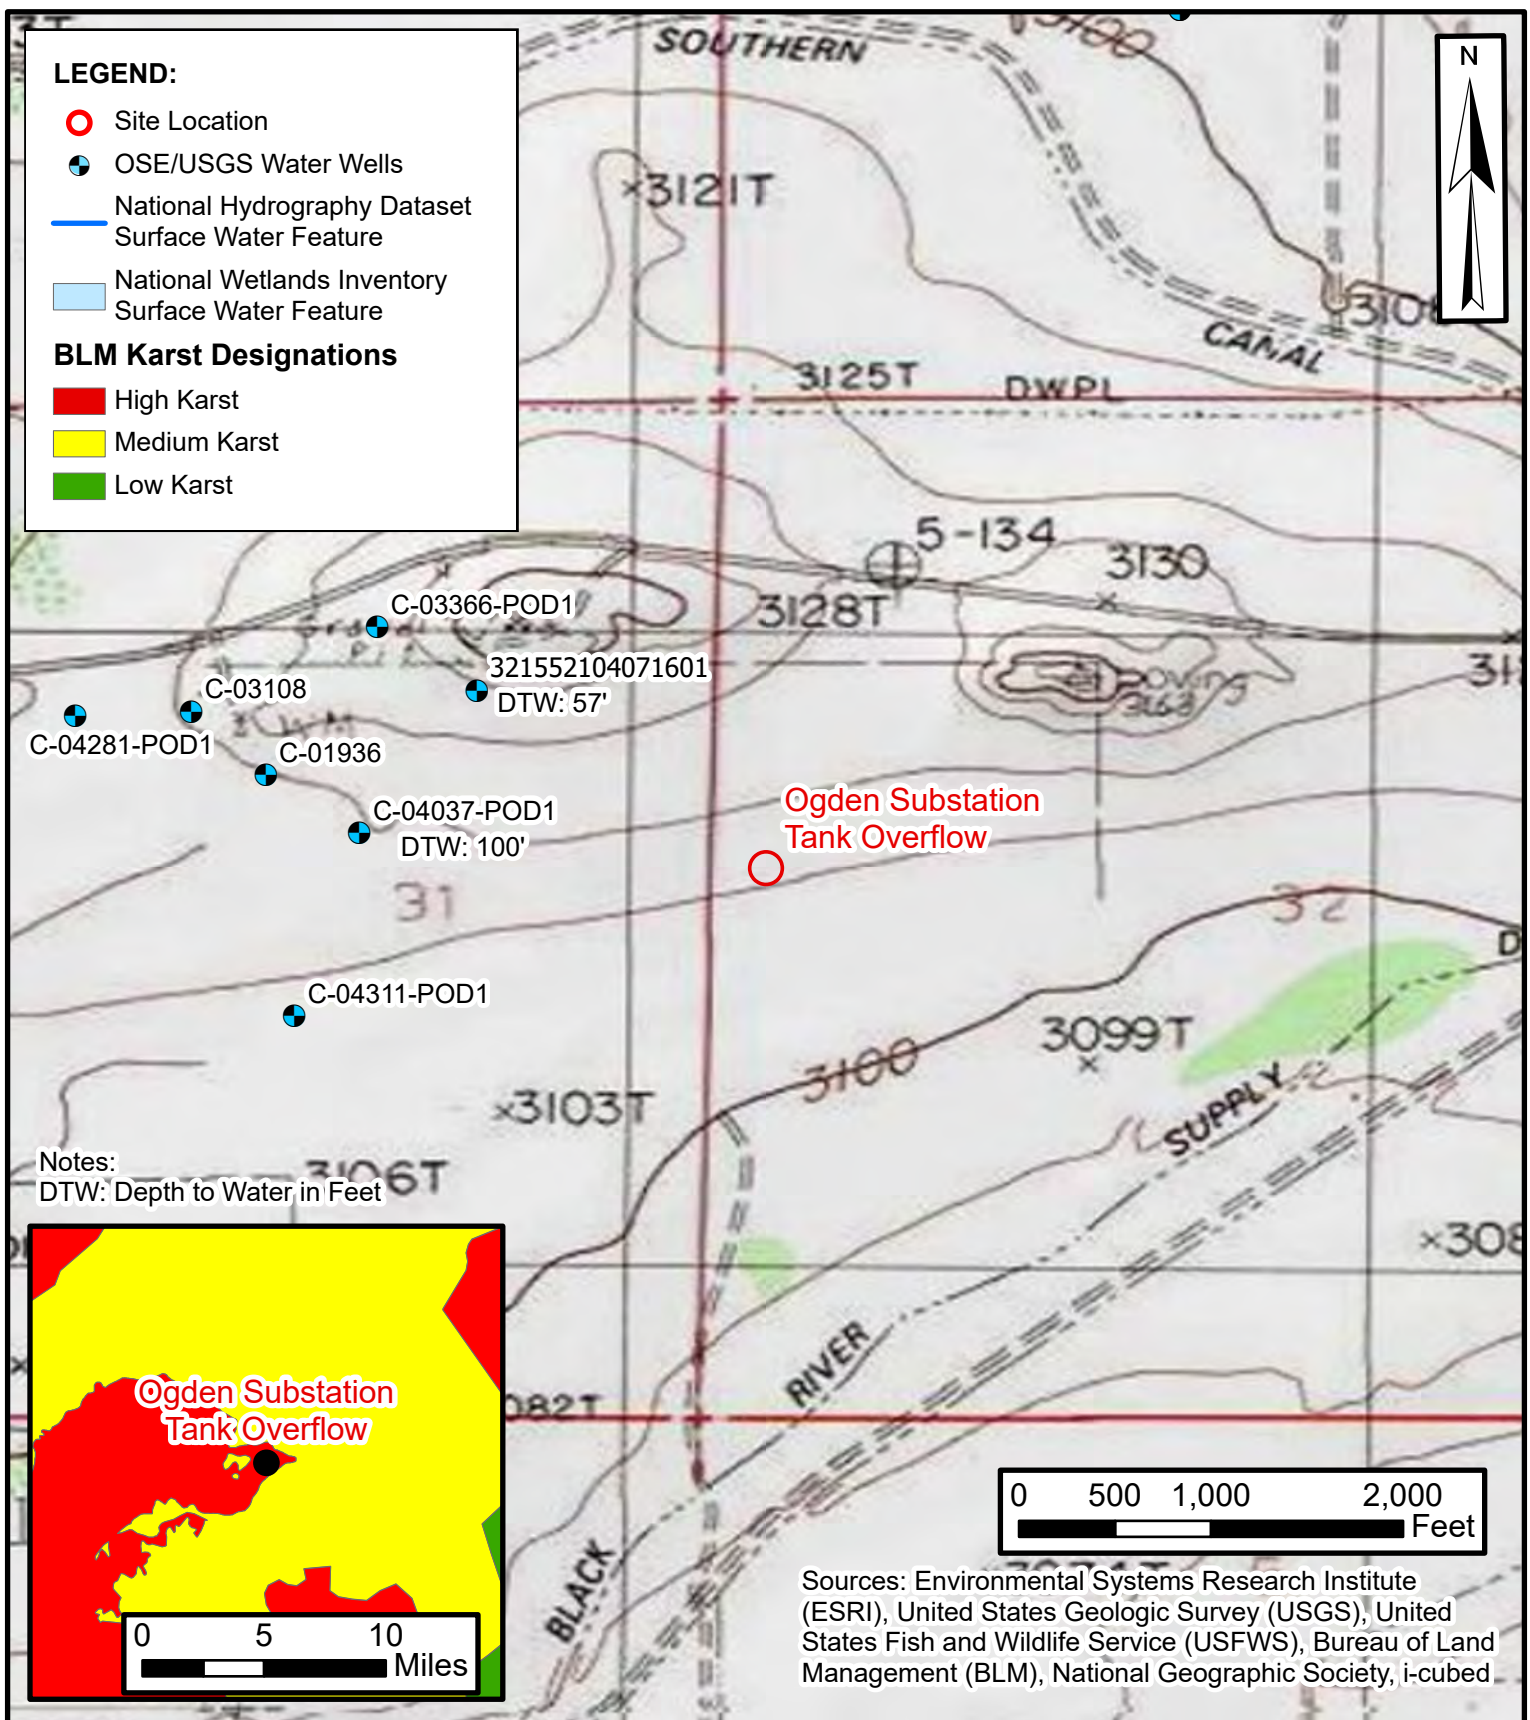 LEGEND:
Site Location
OSE/USGS Water Wells
National Hydrography Dataset
Surface Water Feature
National Wetlands Inventory
Surface Water Feature
BLM Karst Designations
High Karst
Medium Karst
Low Karst
N
SOUTHERN
3100
×3121T
CANAL
3125T
DWPL
5-134
3130
3128T
C-03366-POD1
321552104071601
DTW: 57'
C-03108
C-04281-POD1
C-01936
C-04037-POD1
DTW: 100'
Ogden Substation
Tank Overflow
31
32
D
C-04311-POD1
3099T
3100
×3103T
SUPPLY
Notes:
DTW: Depth to Water in Feet
3106T
×308
RIVER
082T
BLACK
Ogden Substation
Tank Overflow
0 5 10
Miles
0 500 1,000 2,000
Feet
Sources: Environmental Systems Research Institute
(ESRI), United States Geologic Survey (USGS), United
States Fish and Wildlife Service (USFWS), Bureau of Land
Management (BLM), National Geographic Society, i-cubed